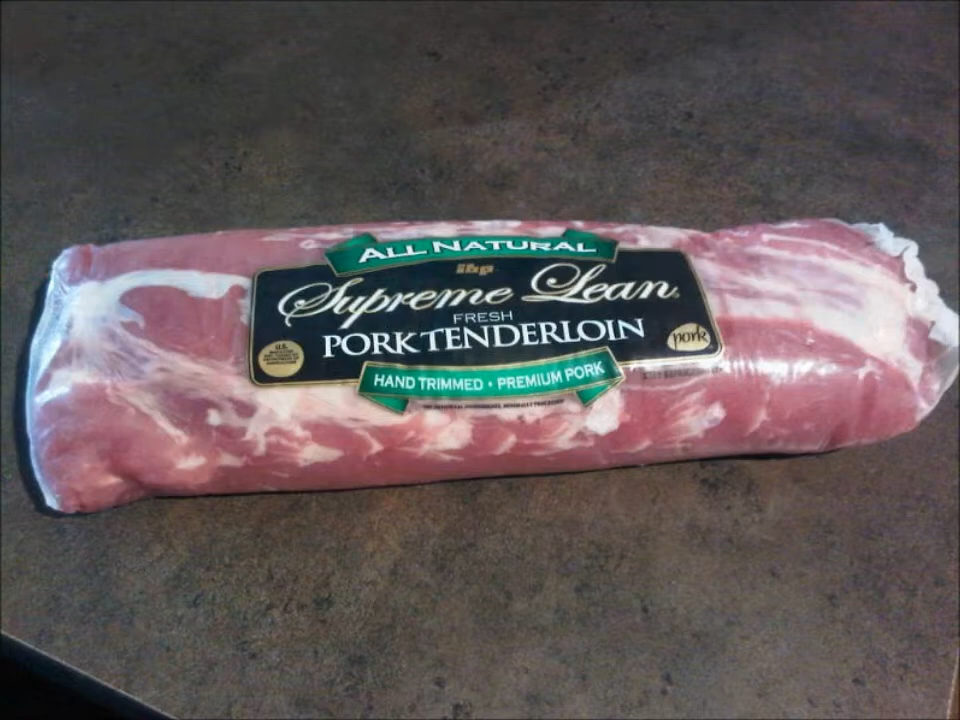 ALL NATURAL
ibp
Supreme Lean
FRESH
PORK TENDERLOIN
U.S.
pork
HAND TRIMMED • PREMIUM PORK